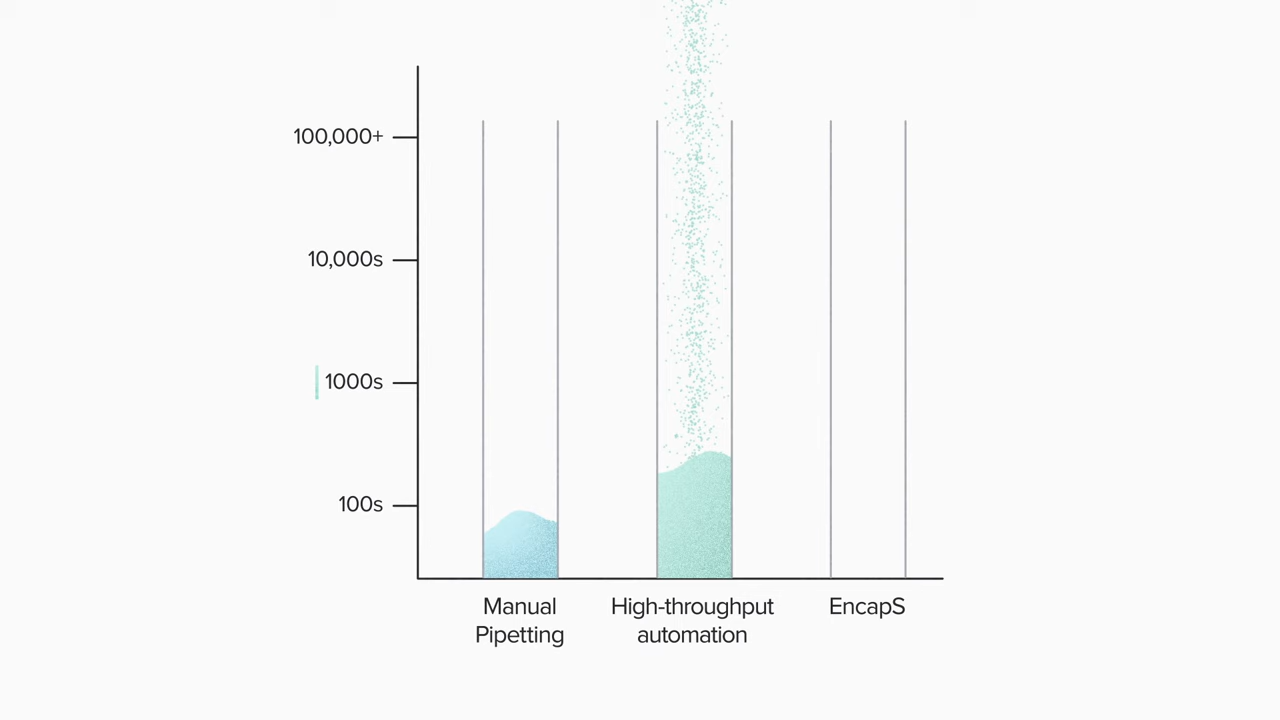 100,000+
10,000s
1000s
100s
Manual
Pipetting
High-throughput
automation
EncapS